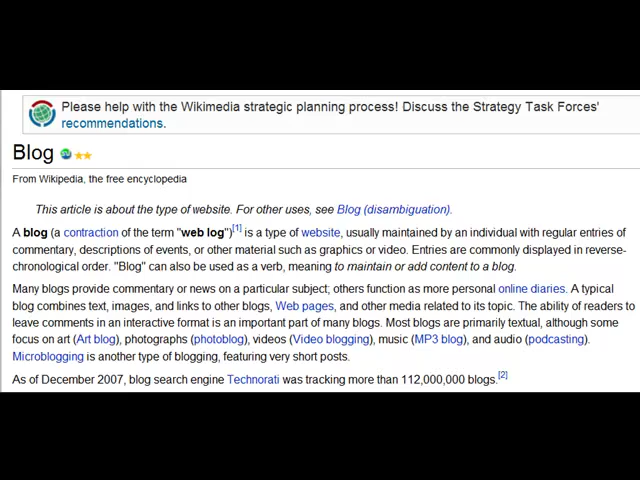 Please help with the Wikimedia strategic planning process! Discuss the Strategy Task Forces'
recommendations.
Blog
From Wikipedia, the free encyclopedia
This article is about the type of website. For other uses, see Blog (disambiguation).
A blog (a contraction of the term "web log")[1] is a type of website, usually maintained by an individual with regular entries of
commentary, descriptions of events, or other material such as graphics or video. Entries are commonly displayed in reverse-
chronological order. "Blog" can also be used as a verb, meaning to maintain or add content to a blog.
Many blogs provide commentary or news on a particular subject; others function as more personal online diaries. A typical
blog combines text, images, and links to other blogs, Web pages, and other media related to its topic. The ability of readers to
leave comments in an interactive format is an important part of many blogs. Most blogs are primarily textual, although some
focus on art (Art blog), photographs (photoblog), videos (Video blogging), music (MP3 blog), and audio (podcasting).
Microblogging is another type of blogging, featuring very short posts.
As of December 2007, blog search engine Technorati was tracking more than 112,000,000 blogs.[2]